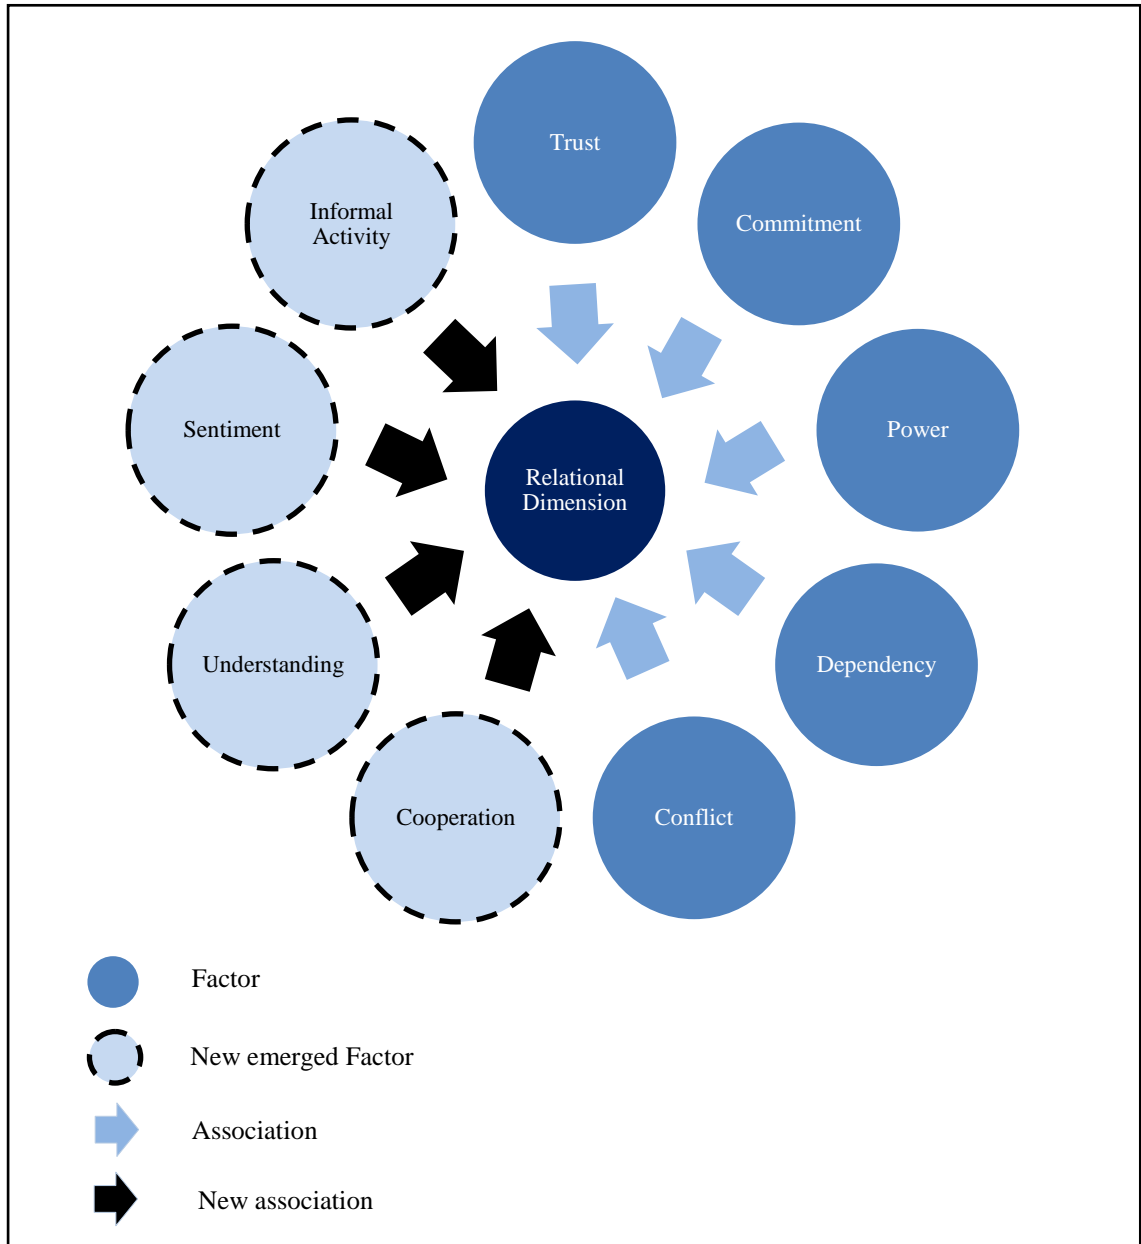 Trust
Commitment
Informal
Activity
Power
Sentiment
Relational
Dimension
Understanding
Dependency
Cooperation
Conflict
Factor
New emerged Factor
Association
New association